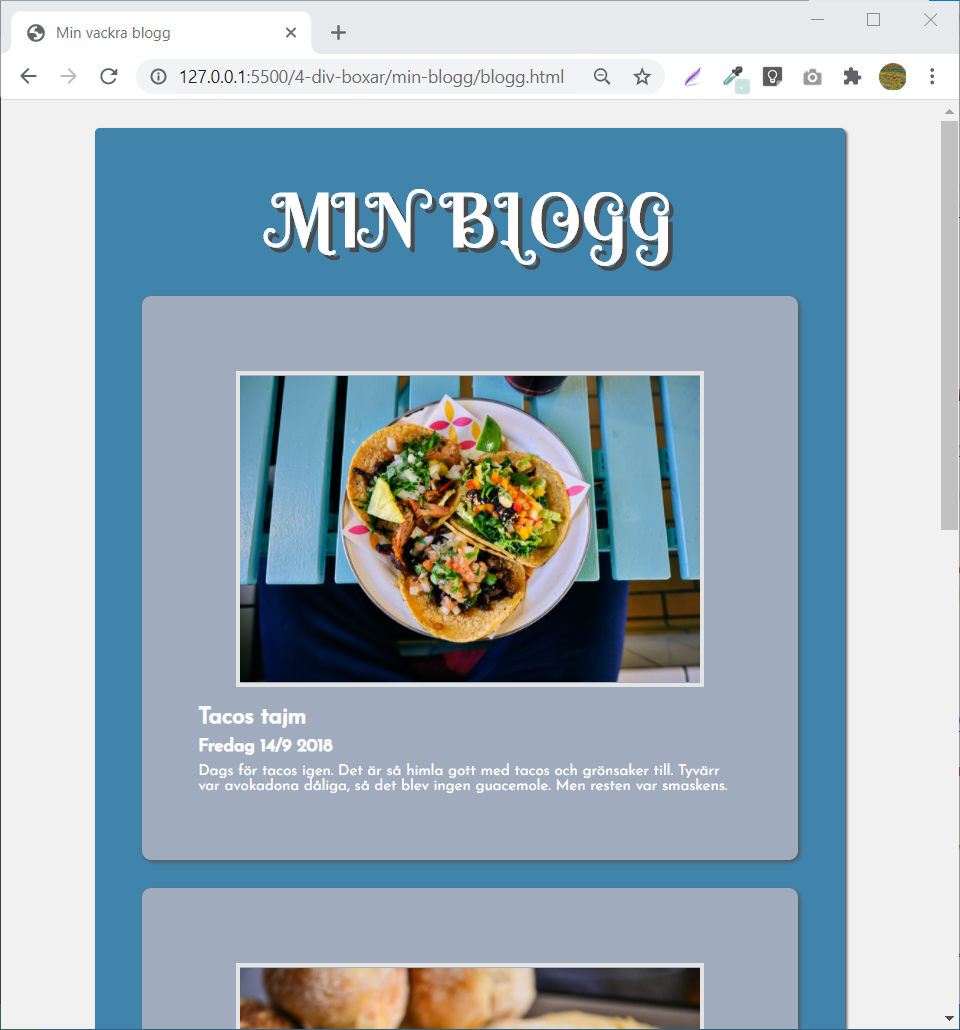 Min vackra blogg
127.0.0.1:5500/4-div-boxar/min-blogg/blogg.html
MIN BLOGG
Tacos tajm
Fredag 14/9 2018
Dags för tacos igen. Det är så himla gott med tacos och grönsaker till. Tyvärr
var avokadona dåliga, så det blev ingen guacemole. Men resten var smaskens.